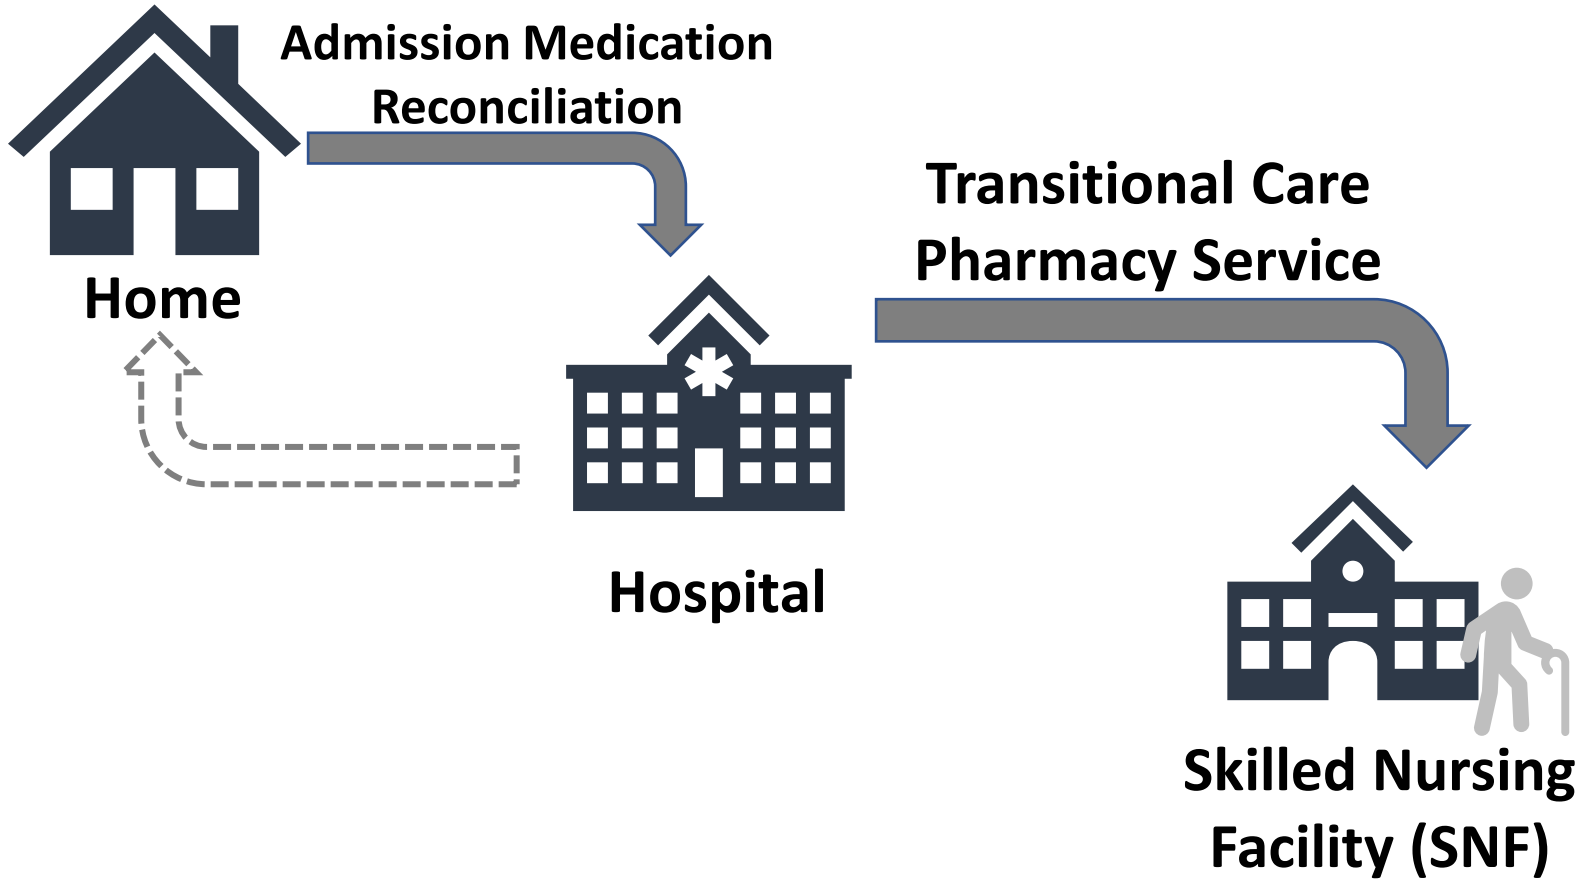 Admission Medication
Reconciliation
Transitional Care
Pharmacy Service
Home
Hospital
Skilled Nursing
Facility (SNF)